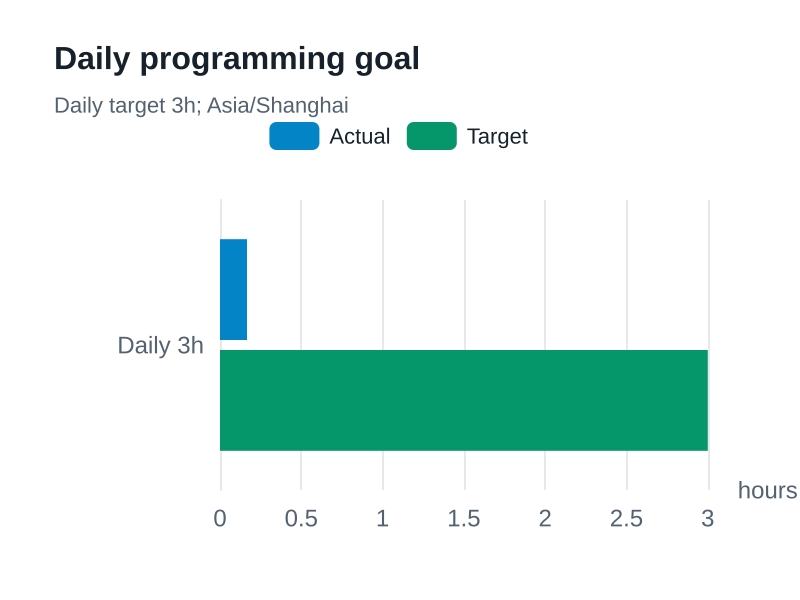 Daily programming goal
Daily target 3h; Asia/Shanghai
Actual Target
Daily 3h
hours
0 0.5 1 1.5 2 2.5 3